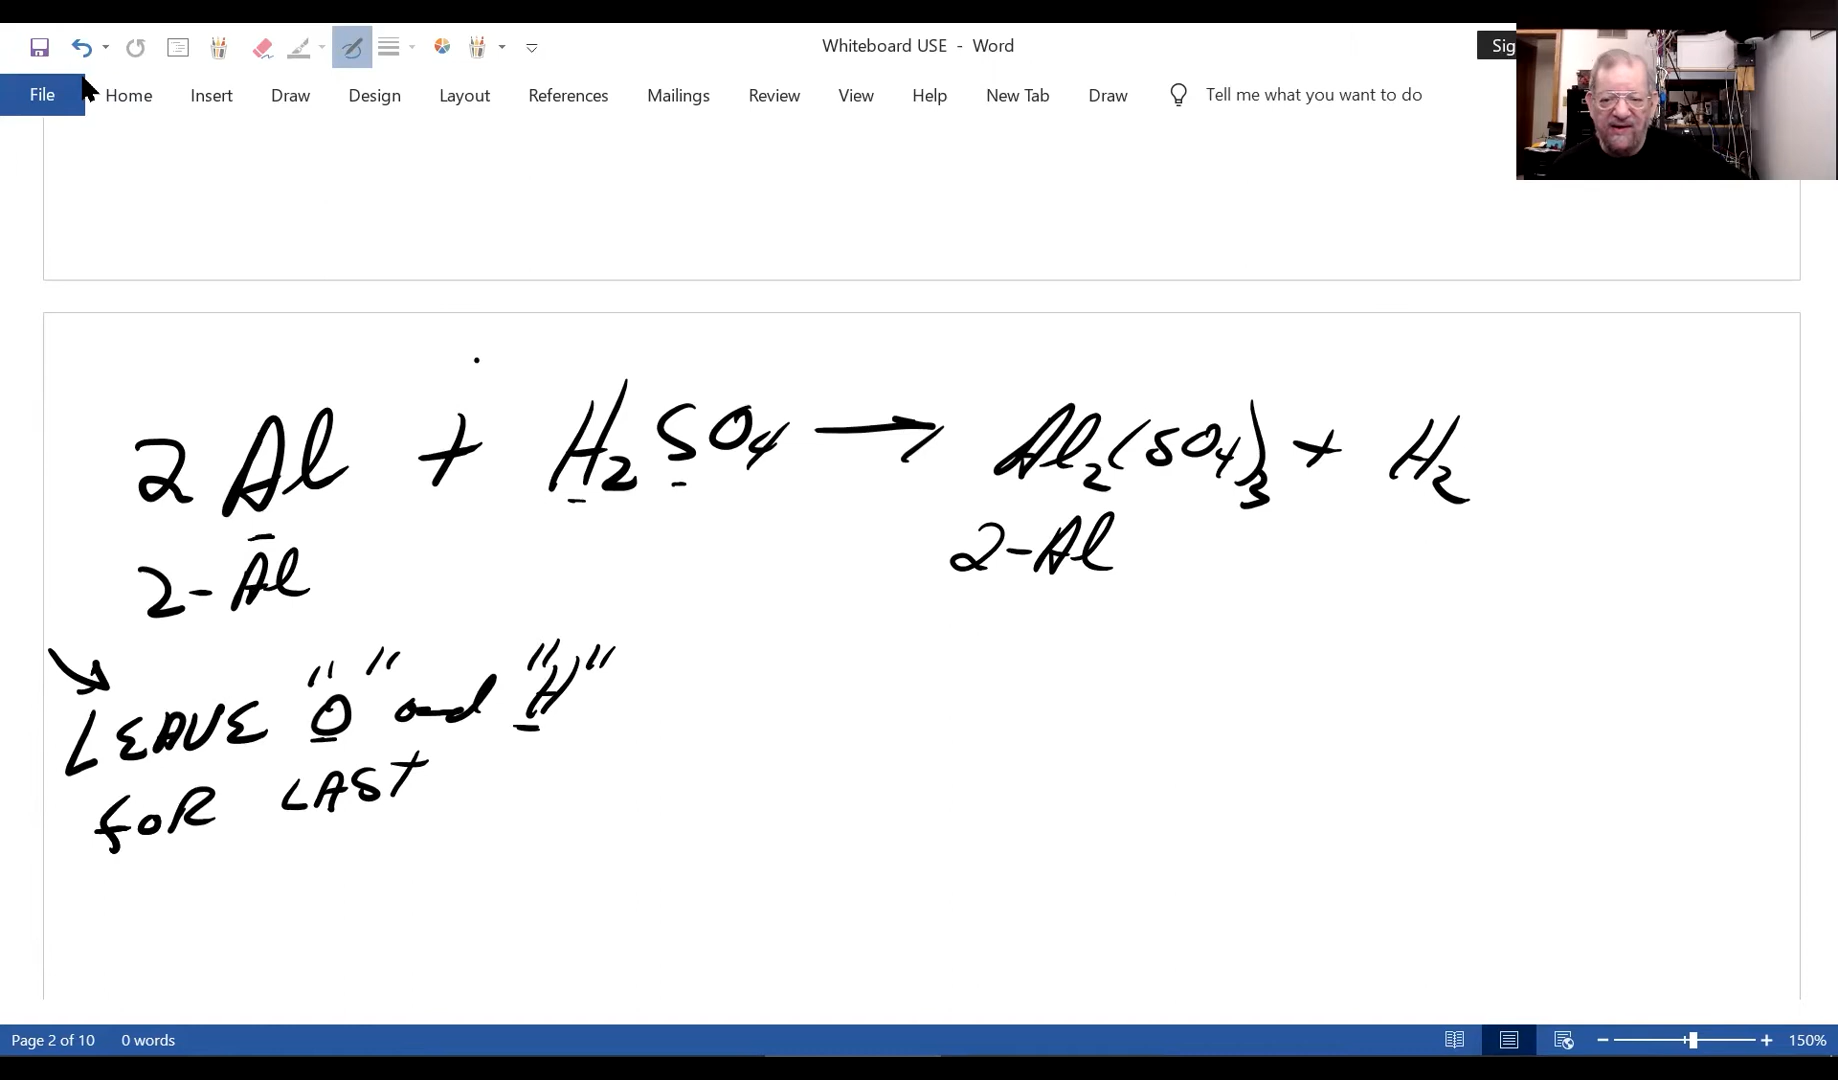 Whiteboard USE - Word
Sig
File Home Insert Draw Design Layout References Mailings Review View Help New Tab Draw Tell me what you want to do
2 Al + H₂SO₄ → Al₂(SO₄)₃ + H₂
2-Al 2-Al
LEAVE "O" and "H"
FOR LAST
Page 2 of 10 0 words 150%